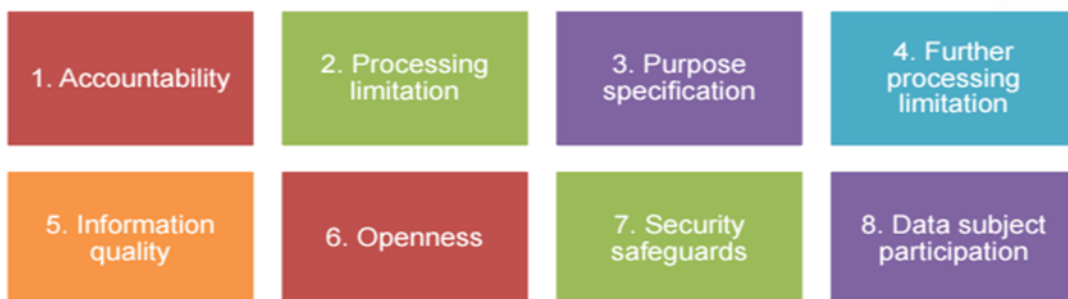 1. Accountability
2. Processing
limitation
3. Purpose
specification
4. Further
processing
limitation
5. Information
quality
6. Openness
7. Security
safeguards
8. Data subject
participation